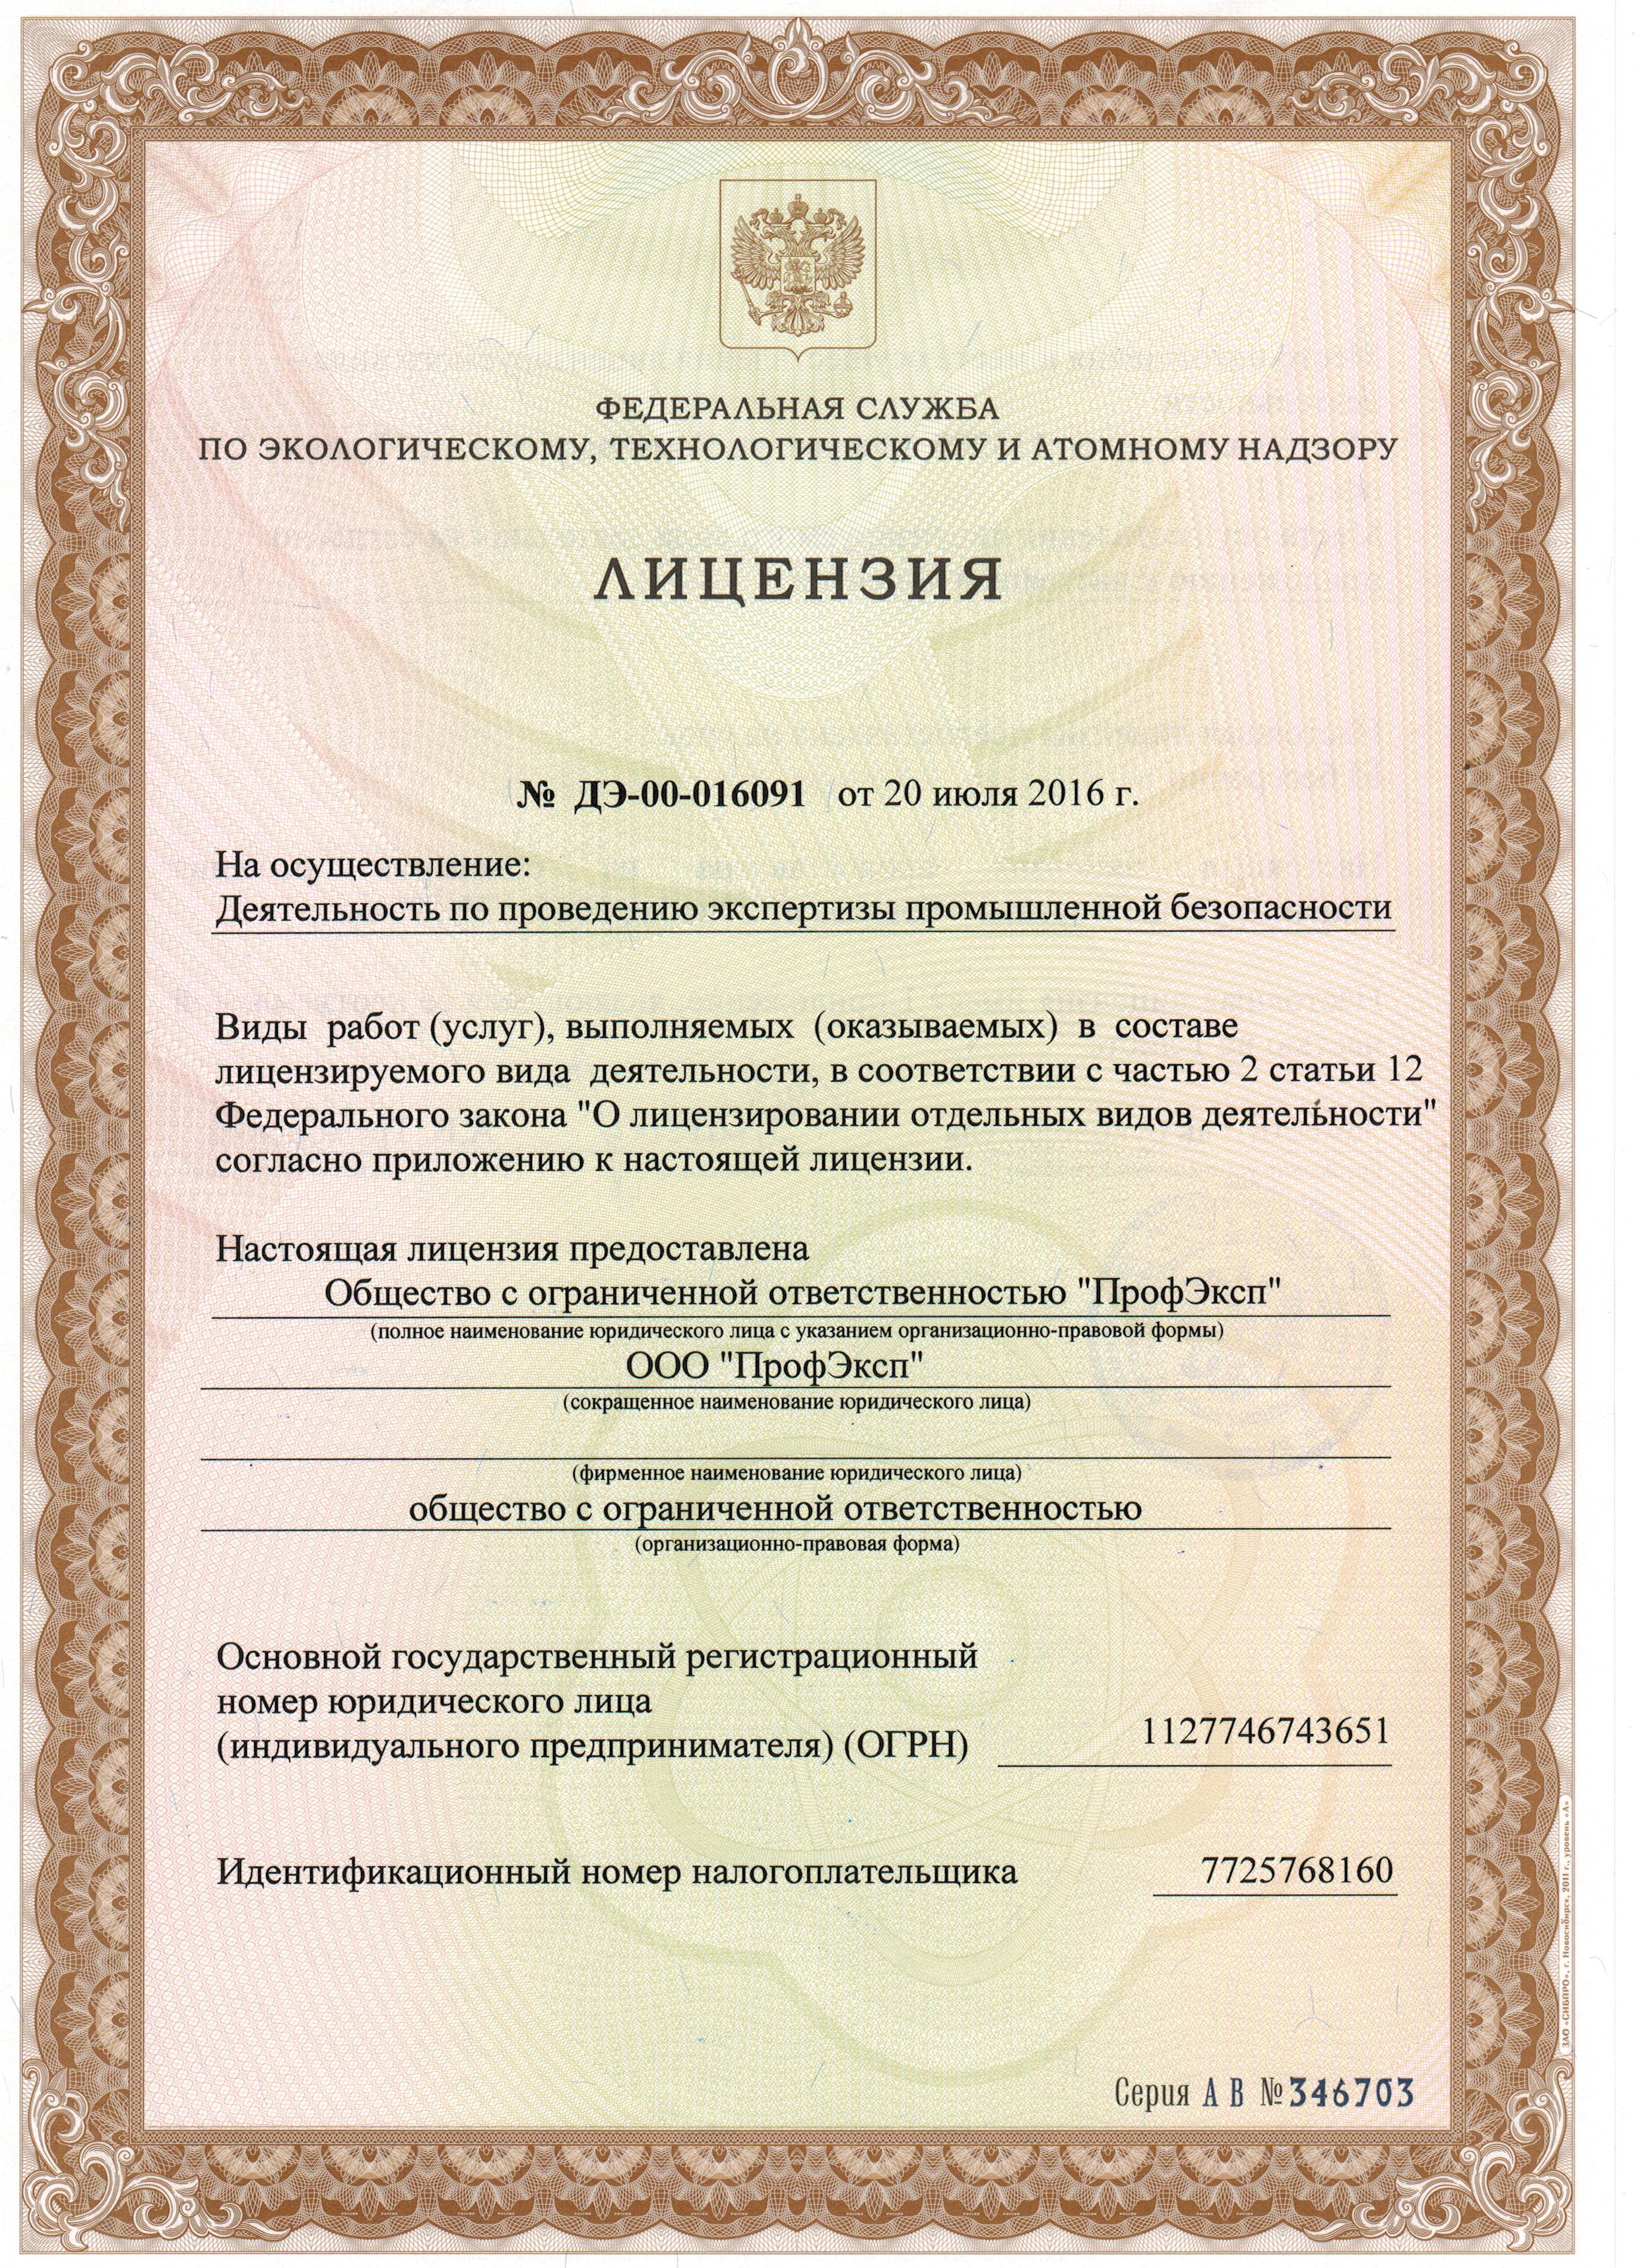 ФЕДЕРАЛЬНАЯ СЛУЖБА
ПО ЭКОЛОГИЧЕСКОМУ, ТЕХНОЛОГИЧЕСКОМУ И АТОМНОМУ НАДЗОРУ
ЛИЦЕНЗИЯ
№ ДЭ-00-016091 от 20 июля 2016 г.
На осуществление:
Деятельность по проведению экспертизы промышленной безопасности
Виды работ (услуг), выполняемых (оказываемых) в составе
лицензируемого вида деятельности, в соответствии с частью 2 статьи 12
Федерального закона "О лицензировании отдельных видов деятельности"
согласно приложению к настоящей лицензии.
Настоящая лицензия предоставлена
Общество с ограниченной ответственностью "ПрофЭксп"
(полное наименование юридического лица с указанием организационно-правовой формы)
ООО "ПрофЭксп"
(сокращенное наименование юридического лица)
(фирменное наименование юридического лица)
общество с ограниченной ответственностью
(организационно-правовая форма)
Основной государственный регистрационный
номер юридического лица
(индивидуального предпринимателя) (ОГРН) 1127746743651
Идентификационный номер налогоплательщика 7725768160
Серия А В № 346703
ЗАО «СИБПРО», г. Новосибирск, 2011 г., уровень «А»